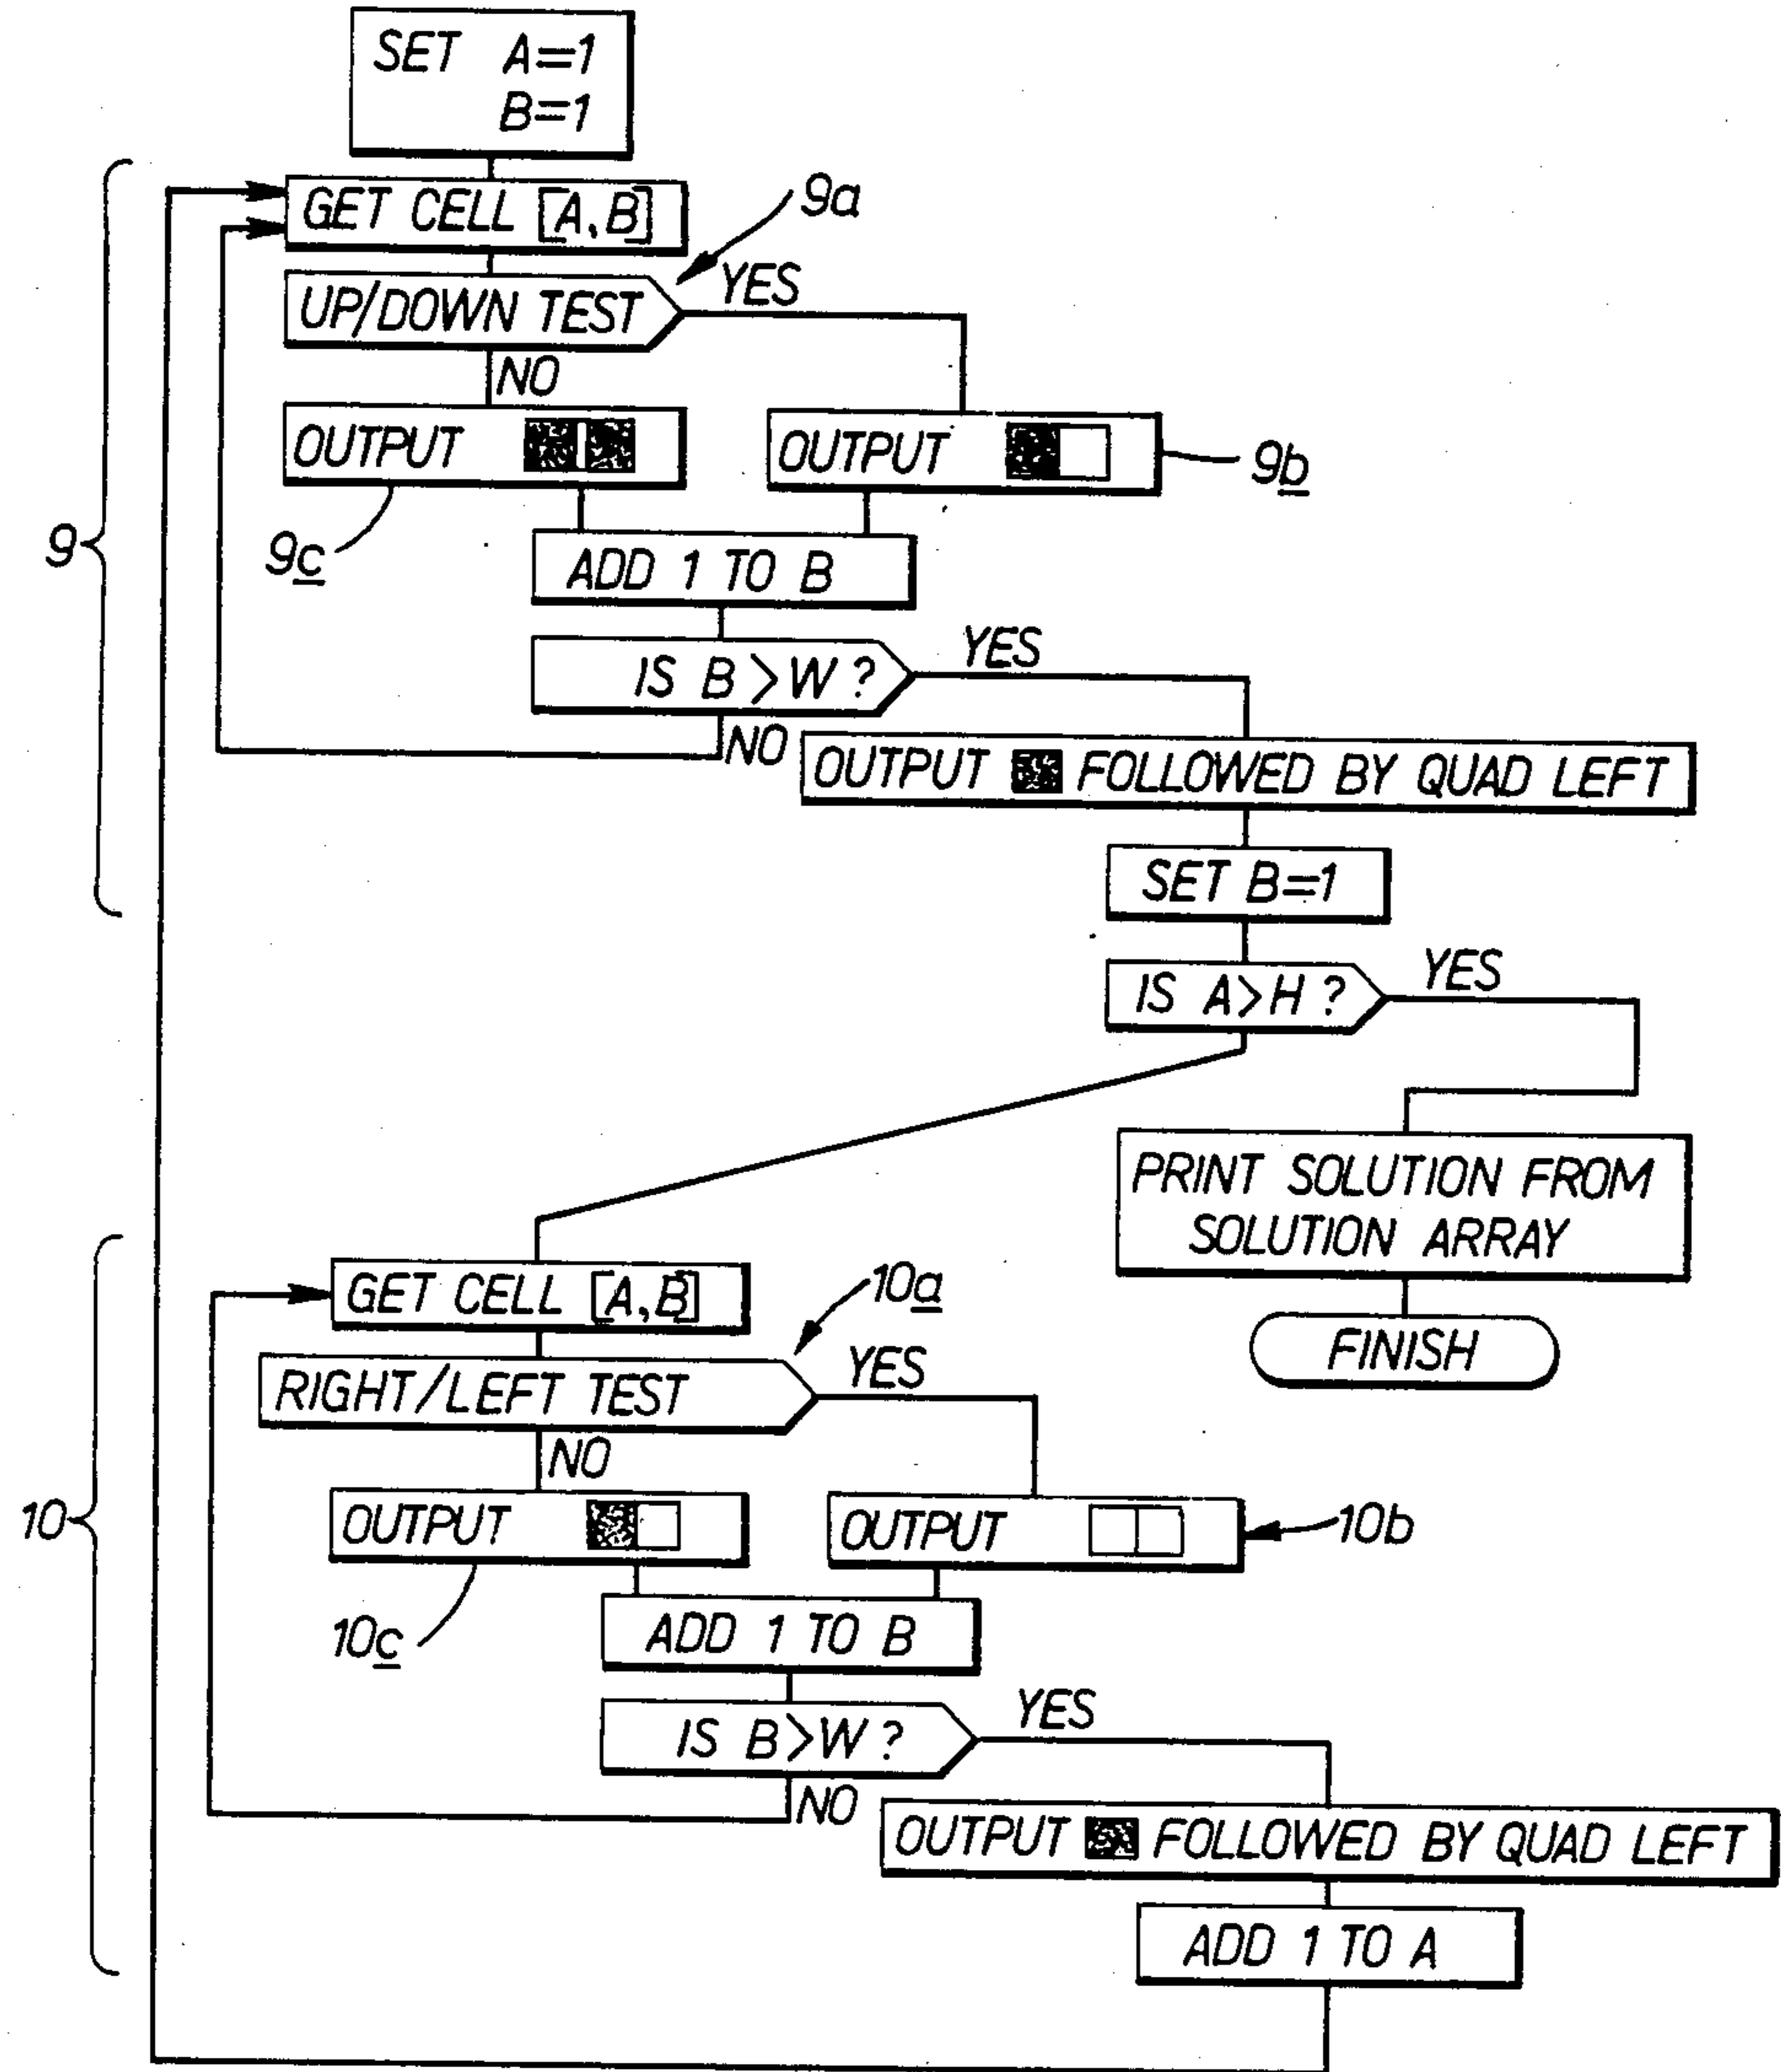 SET A=1
B=1
GET CELL [A,B]
9a
UP/DOWN TEST
YES
NO
OUTPUT
OUTPUT
9b
9c
9
ADD 1 TO B
IS B>W?
YES
NO
OUTPUT FOLLOWED BY QUAD LEFT
SET B=1
IS A>H?
YES
PRINT SOLUTION FROM
SOLUTION ARRAY
FINISH
GET CELL [A,B]
10a
RIGHT/LEFT TEST
YES
NO
OUTPUT
OUTPUT
10b
10
10c
ADD 1 TO B
IS B>W?
YES
NO
OUTPUT FOLLOWED BY QUAD LEFT
ADD 1 TO A